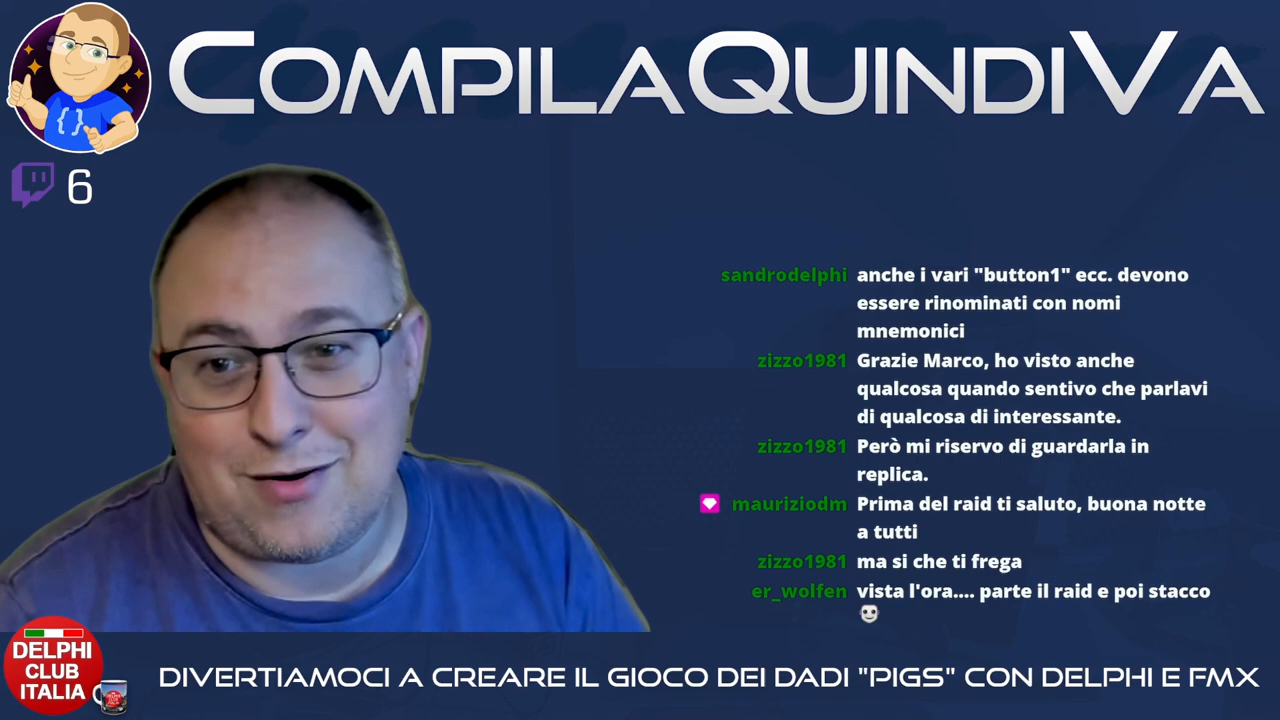 COMPILAQUINDIVA
{}
6
sandrodelphi anche i vari "button1" ecc. devono
essere rinominati con nomi
mnemonici
zizzo1981 Grazie Marco, ho visto anche
qualcosa quando sentivo che parlavi
di qualcosa di interessante.
zizzo1981 Però mi riservo di guardarla in
replica.
mauriziodm Prima del raid ti saluto, buona notte
a tutti
zizzo1981 ma si che ti frega
er_wolfen vista l'ora.... parte il raid e poi stacco
DELPHI
CLUB
ITALIA
DIVERTIAMOCI A CREARE IL GIOCO DEI DADI "PIGS" CON DELPHI E FMX